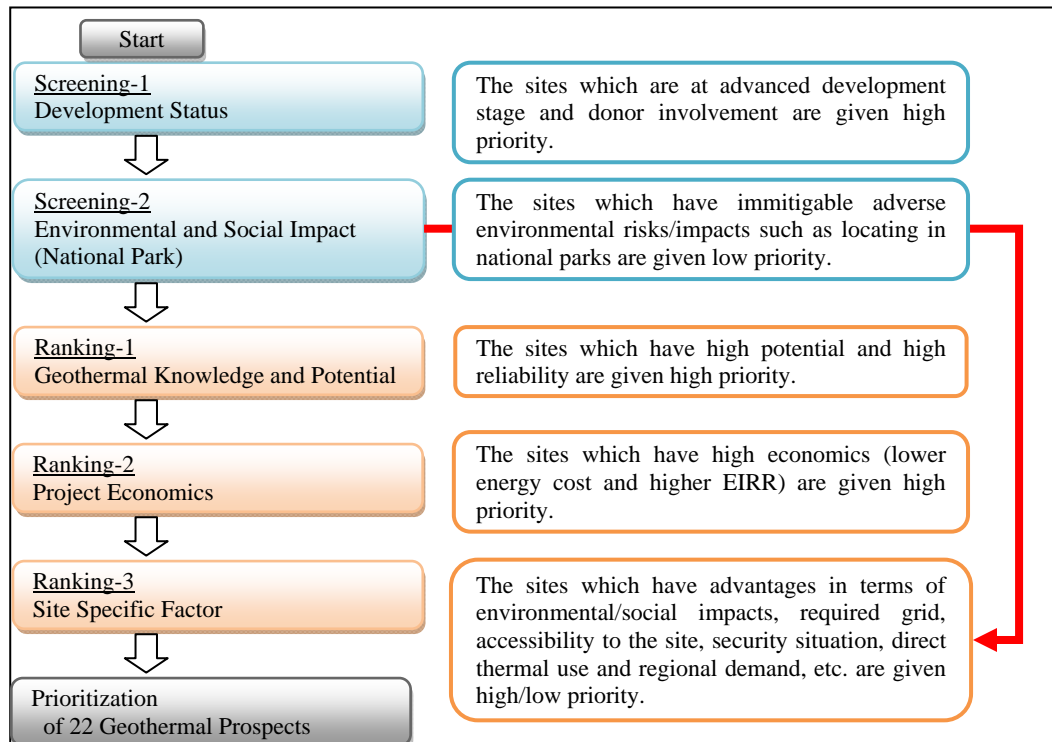 Start
Screening-1
Development Status
The sites which are at advanced development
stage and donor involvement are given high
priority.
Screening-2
Environmental and Social Impact
(National Park)
The sites which have immitigable adverse
environmental risks/impacts such as locating in
national parks are given low priority.
Ranking-1
Geothermal Knowledge and Potential
The sites which have high potential and high
reliability are given high priority.
Ranking-2
Project Economics
The sites which have high economics (lower
energy cost and higher EIRR) are given high
priority.
Ranking-3
Site Specific Factor
The sites which have advantages in terms of
environmental/social impacts, required grid,
accessibility to the site, security situation, direct
thermal use and regional demand, etc. are given
high/low priority.
Prioritization
of 22 Geothermal Prospects